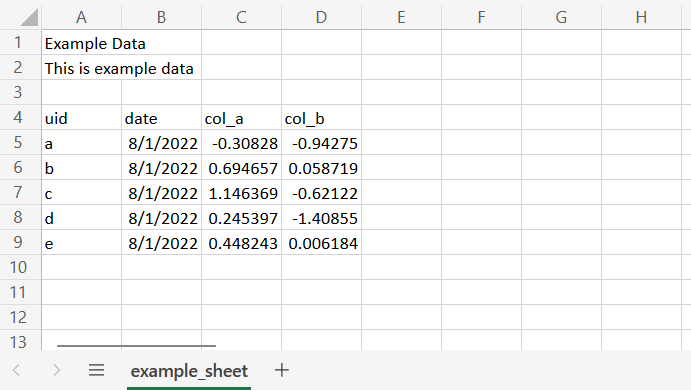 A B C D E F G H
1 Example Data
2 This is example data
3
4 uid date col_a col_b
5 a 8/1/2022 -0.30828 -0.94275
6 b 8/1/2022 0.694657 0.058719
7 c 8/1/2022 1.146369 -0.62122
8 d 8/1/2022 0.245397 -1.40855
9 e 8/1/2022 0.448243 0.006184
10
11
12
13
example_sheet